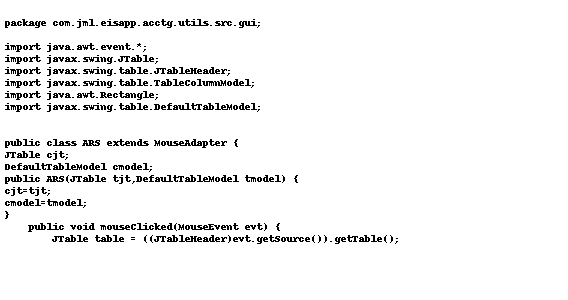 package com.jml.eisapp.acctg.utils.src.gui;
import java.awt.event.*;
import javax.swing.JTable;
import javax.swing.table.JTableHeader;
import javax.swing.table.TableColumnModel;
import java.awt.Rectangle;
import javax.swing.table.DefaultTableModel;
public class ARS extends MouseAdapter {
JTable cjt;
DefaultTableModel cmodel;
public ARS(JTable tjt,DefaultTableModel tmodel) {
cjt=tjt;
cmodel=tmodel;
}
public void mouseClicked(MouseEvent evt) {
JTable table = ((JTableHeader)evt.getSource()).getTable();